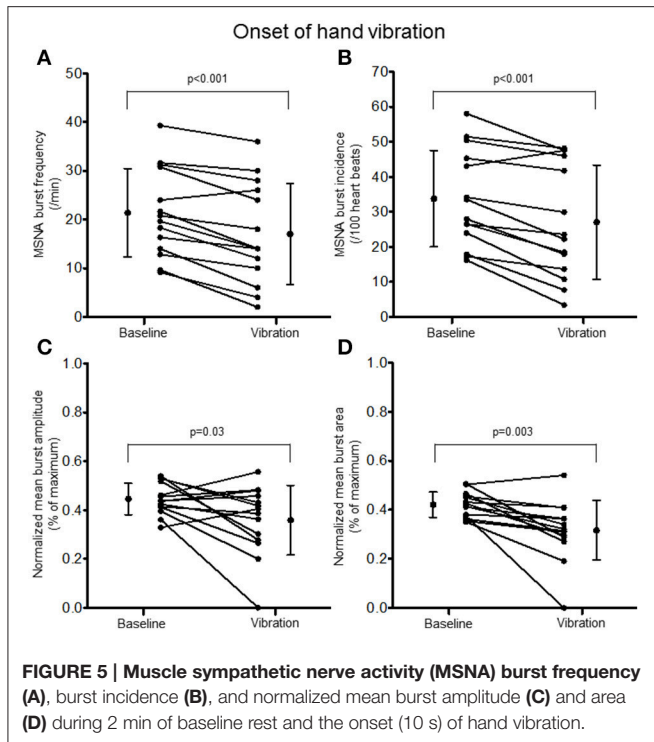 Onset of hand vibration
A
p<0.001
50
40
30
20
10
0
MSNA burst frequency
(/min)
Baseline
Vibration
B
p<0.001
70
60
50
40
30
20
10
0
MSNA burst incidence
(/100 heart beats)
Baseline
Vibration
C
p=0.03
1.0
0.8
0.6
0.4
0.2
0.0
Normalized mean burst amplitude
(% of maximum)
Baseline
Vibration
D
p=0.003
1.0
0.8
0.6
0.4
0.2
0.0
Normalized mean burst area
(% of maximum)
Baseline
Vibration
FIGURE 5 | Muscle sympathetic nerve activity (MSNA) burst frequency
(A), burst incidence (B), and normalized mean burst amplitude (C) and area
(D) during 2 min of baseline rest and the onset (10 s) of hand vibration.